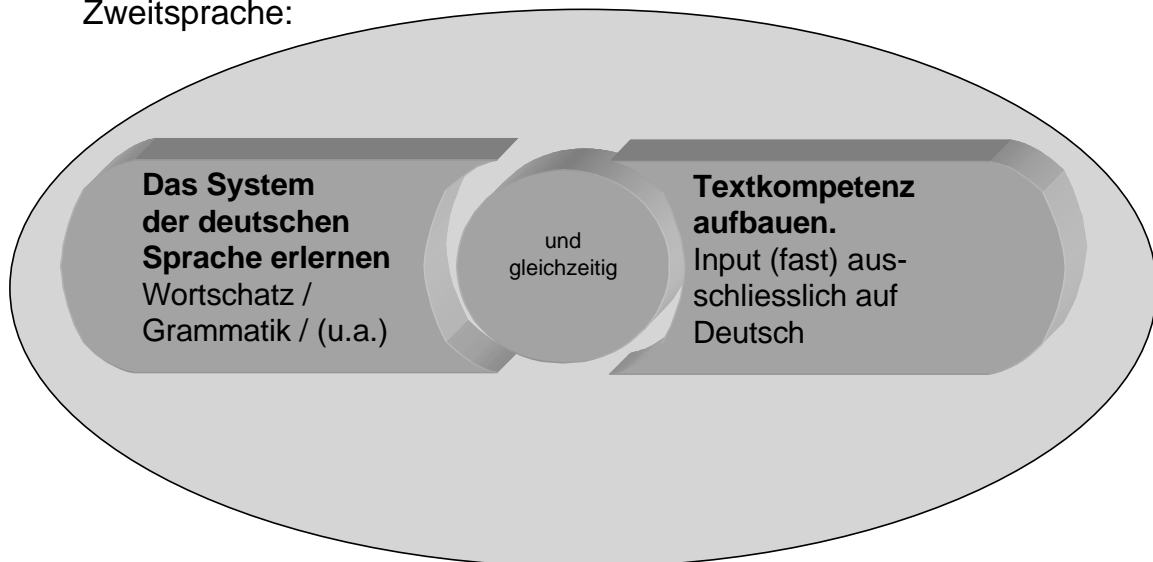 Zweitsprache:
Das System
der deutschen
Sprache erlernen
Wortschatz /
Grammatik / (u.a.)
und
gleichzeitig
Textkompetenz
aufbauen.
Input (fast) aus-
schliesslich auf
Deutsch